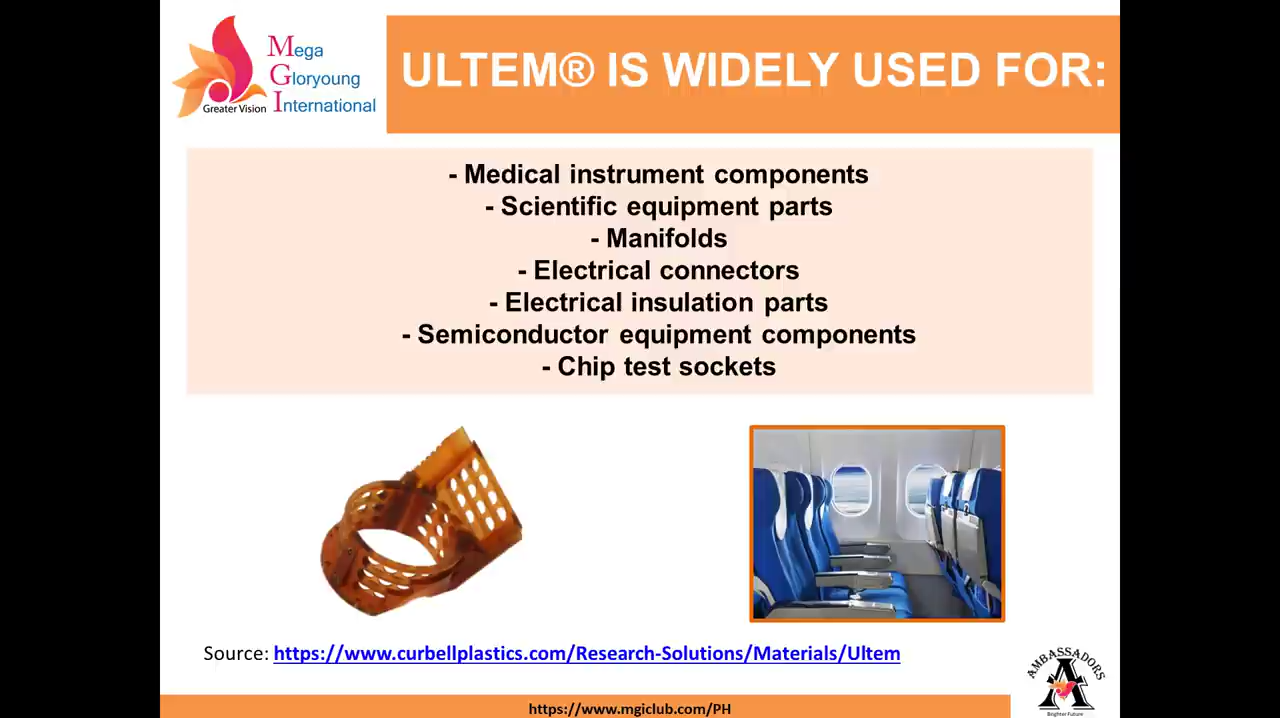 Mega
Gloryoung
International
Greater Vision
ULTEM® IS WIDELY USED FOR:
- Medical instrument components
- Scientific equipment parts
- Manifolds
- Electrical connectors
- Electrical insulation parts
- Semiconductor equipment components
- Chip test sockets
Source: https://www.curbellplastics.com/Research-Solutions/Materials/Ultem
AMBASSADORS
A
Brighter Future
https://www.mgiclub.com/PH